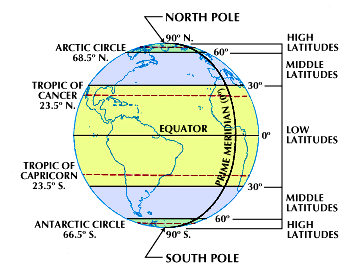 NORTH POLE
90° N.
HIGH
LATITUDES
ARCTIC CIRCLE
68.5° N.
60°
MIDDLE
LATITUDES
TROPIC OF
CANCER
23.5° N.
30°
EQUATOR
PRIME MERIDIAN (0°)
0°
LOW
LATITUDES
TROPIC OF
CAPRICORN
23.5° S.
30°
MIDDLE
LATITUDES
ANTARCTIC CIRCLE
66.5° S.
60°
90° S.
HIGH
LATITUDES
SOUTH POLE